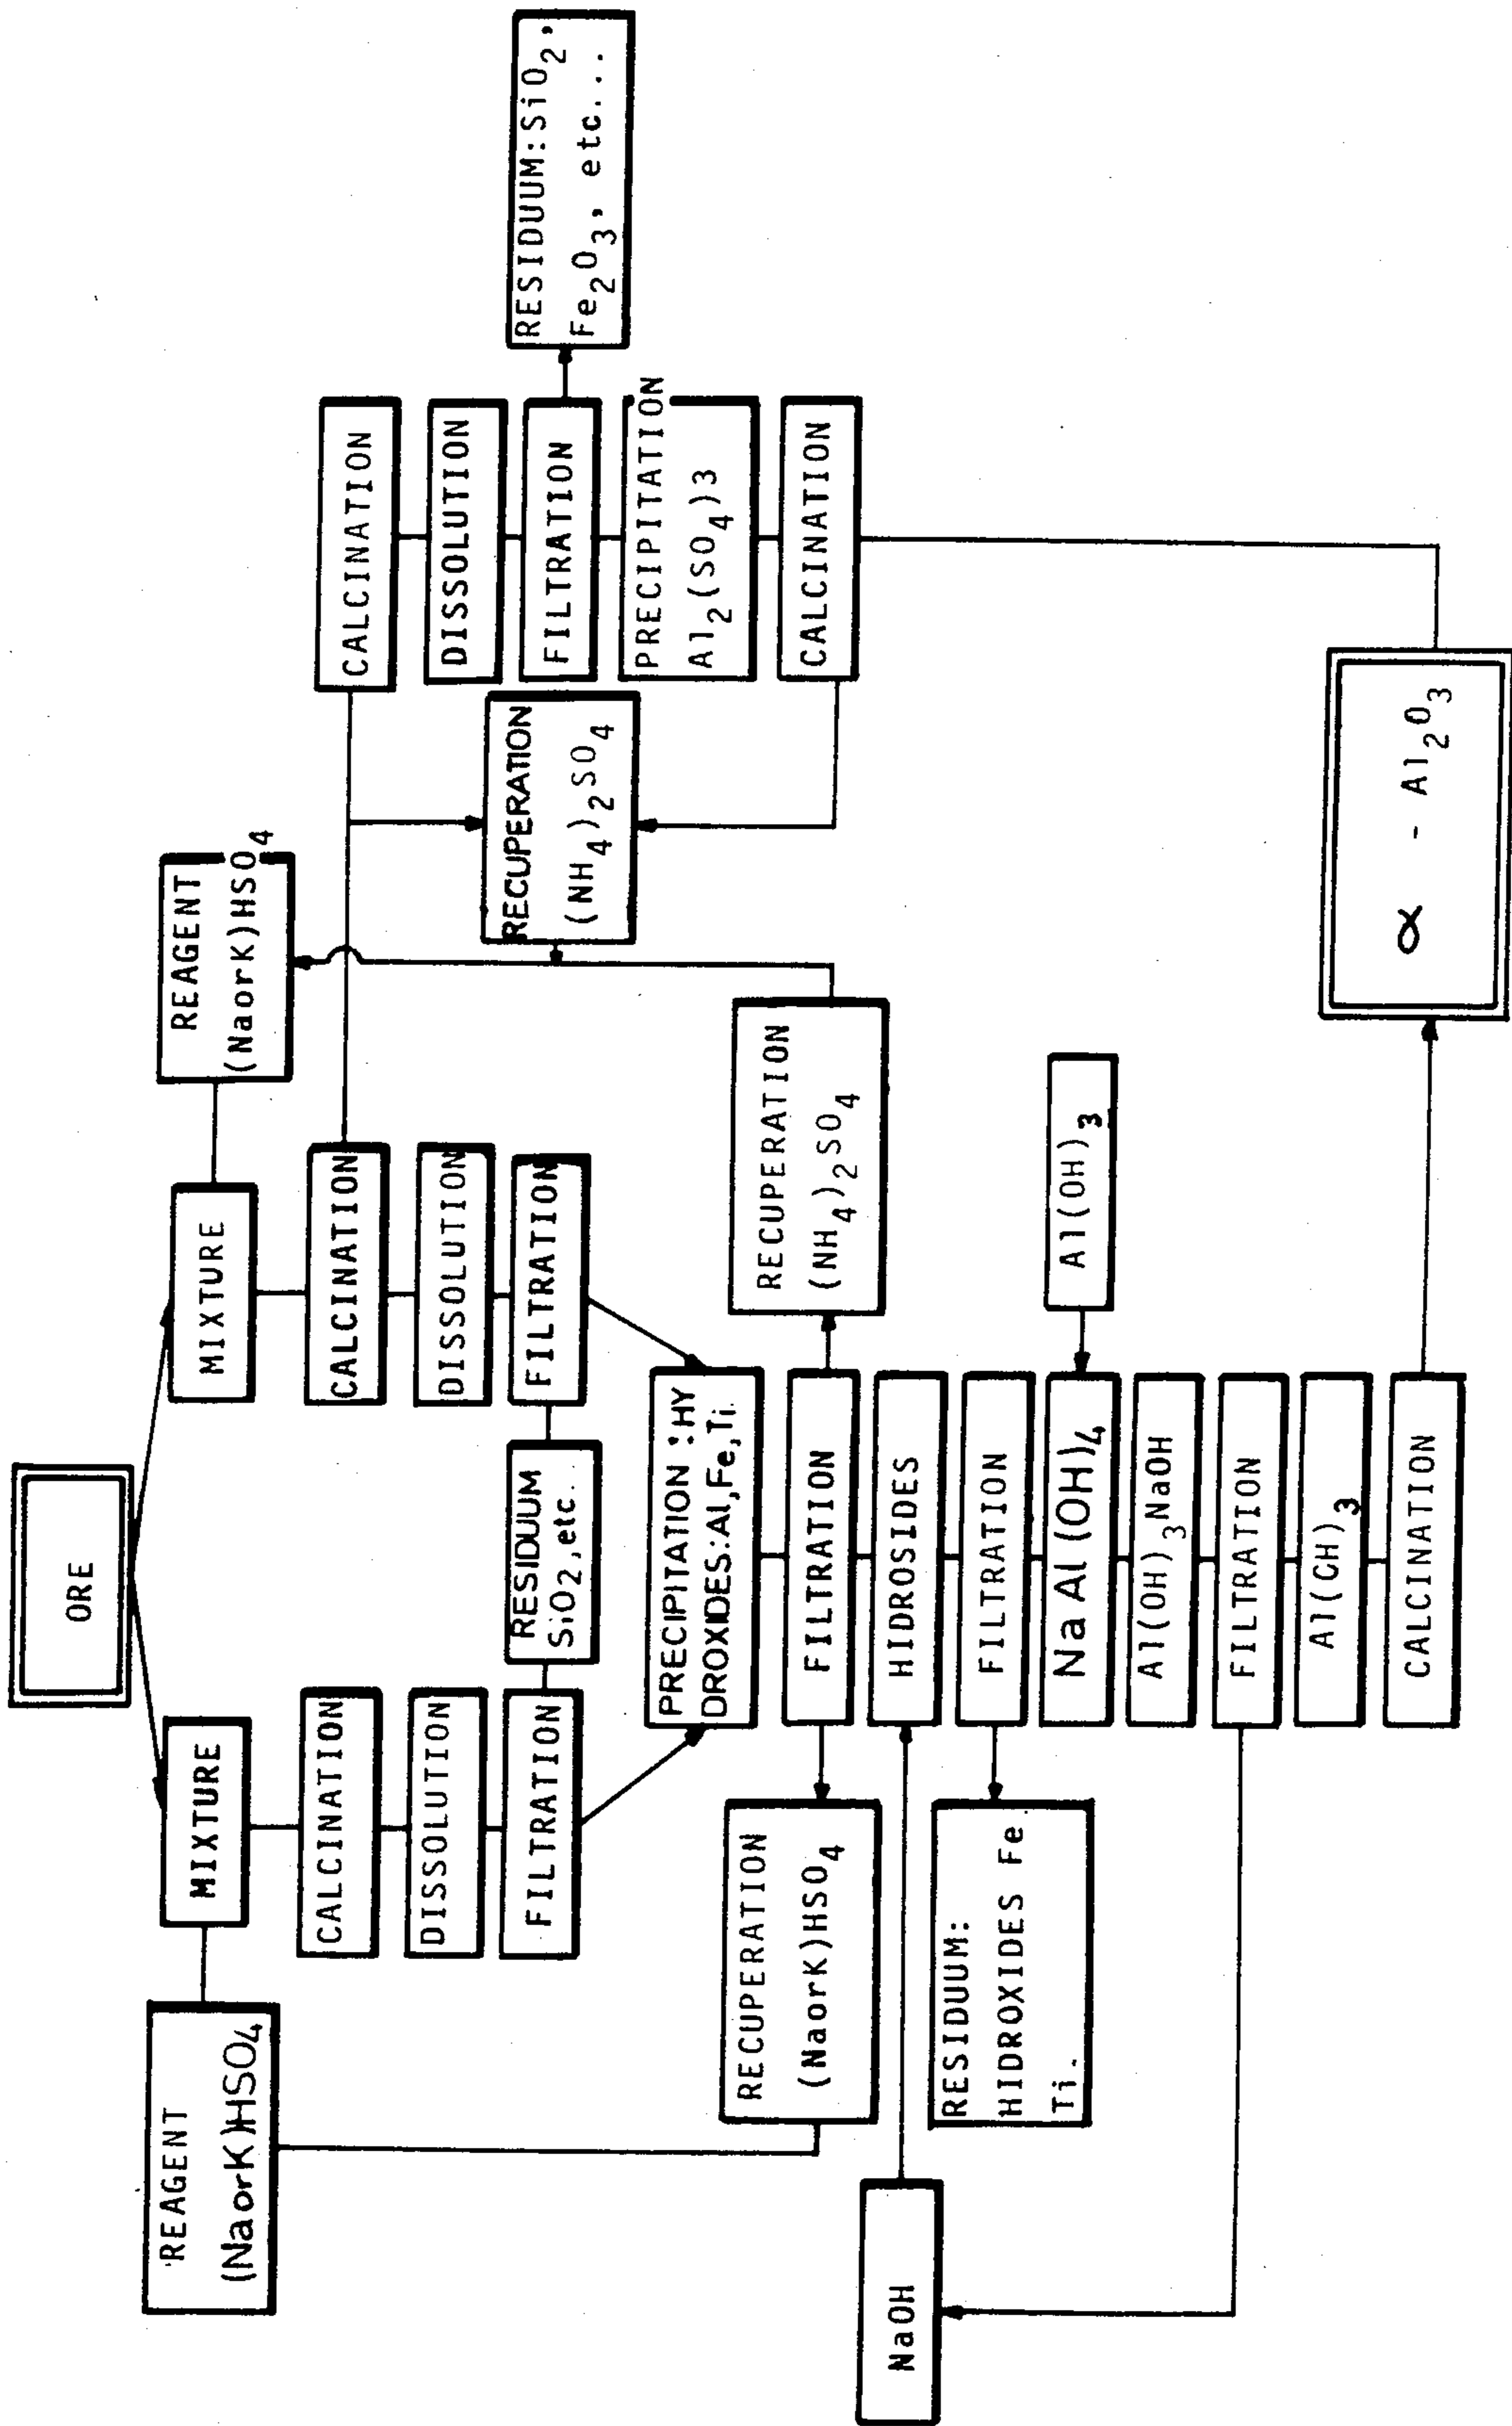 ORE
REAGENT
(NaorK)HSO4
MIXTURE
CALCINATION
DISSOLUTION
FILTRATION
RESIDUUM
SiO2,etc..
MIXTURE
REAGENT
(NaorK)HSO4
CALCINATION
DISSOLUTION
FILTRATION
CALCINATION
DISSOLUTION
FILTRATION
RESIDUUM:SiO2,
Fe2O3, etc...
PRECIPITATION
Al2(SO4)3
CALCINATION
RECUPERATION
(NH4)2SO4
PRECIPITATION :HY
DROXIDES:Al,Fe,Ti.
FILTRATION
RECUPERATION
(NaorK)HSO4
RECUPERATION
(NH4)2SO4
NaOH
HIDROSIDES
FILTRATION
RESIDUUM:
HIDROXIDES Fe
Ti.
NaAl(OH)4
Al(OH)3
Al(OH)3NaOH
FILTRATION
Al(CH)3
CALCINATION
α - Al2O3